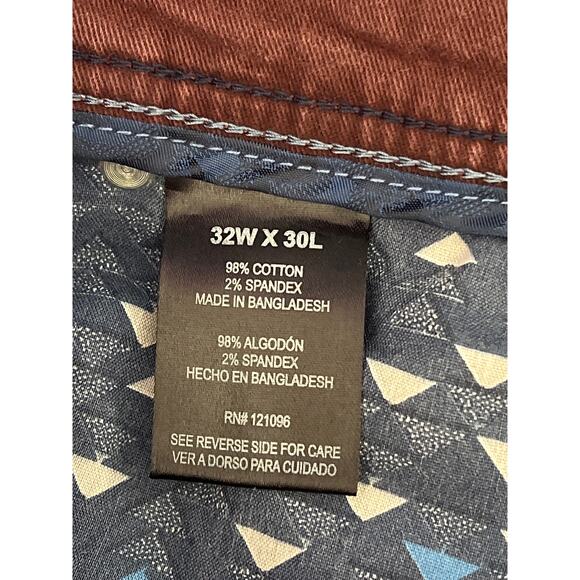 32W X 30L
98% COTTON
2% SPANDEX
MADE IN BANGLADESH
98% ALGODÓN
2% SPANDEX
HECHO EN BANGLADESH
RN# 121096
SEE REVERSE SIDE FOR CARE
VER A DORSO PARA CUIDADO